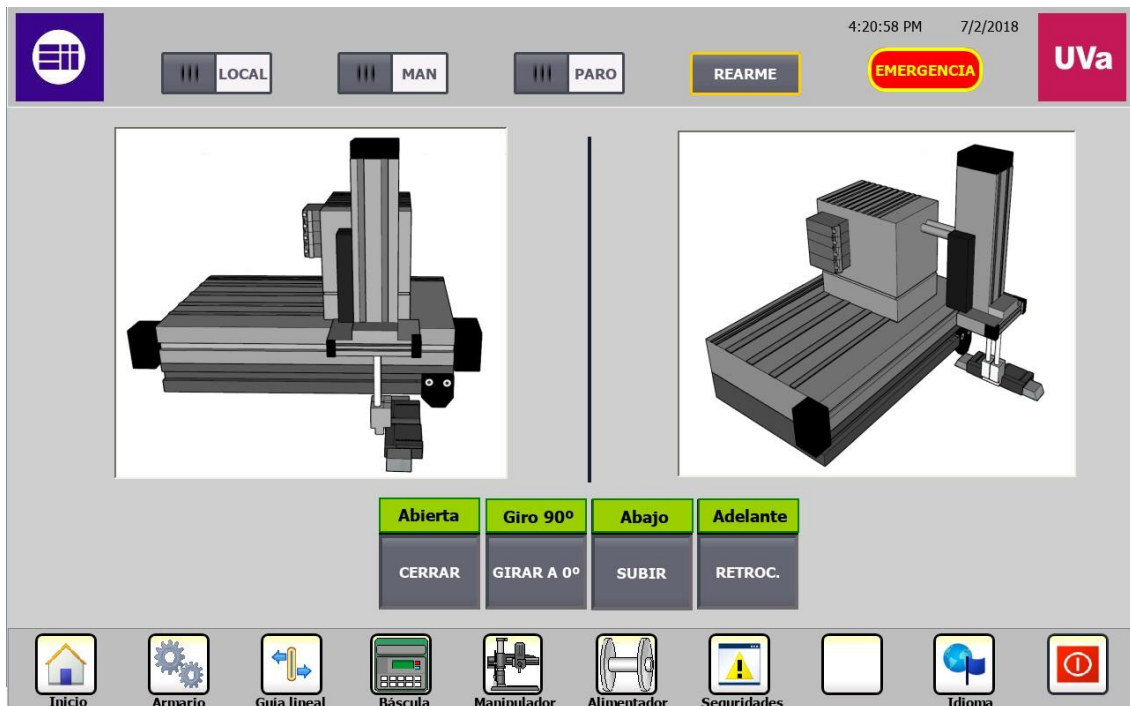 4:20:58 PM 7/2/2018
LOCAL
MAN
PARO
REARME
EMERGENCIA
UVa
Abierta
Giro 90º
Abajo
Adelante
CERRAR
GIRAR A 0º
SUBIR
RETROC.
Inicio
Armario
Guía lineal
Báscula
Manipulador
Alimentador
Seguridades
Idioma